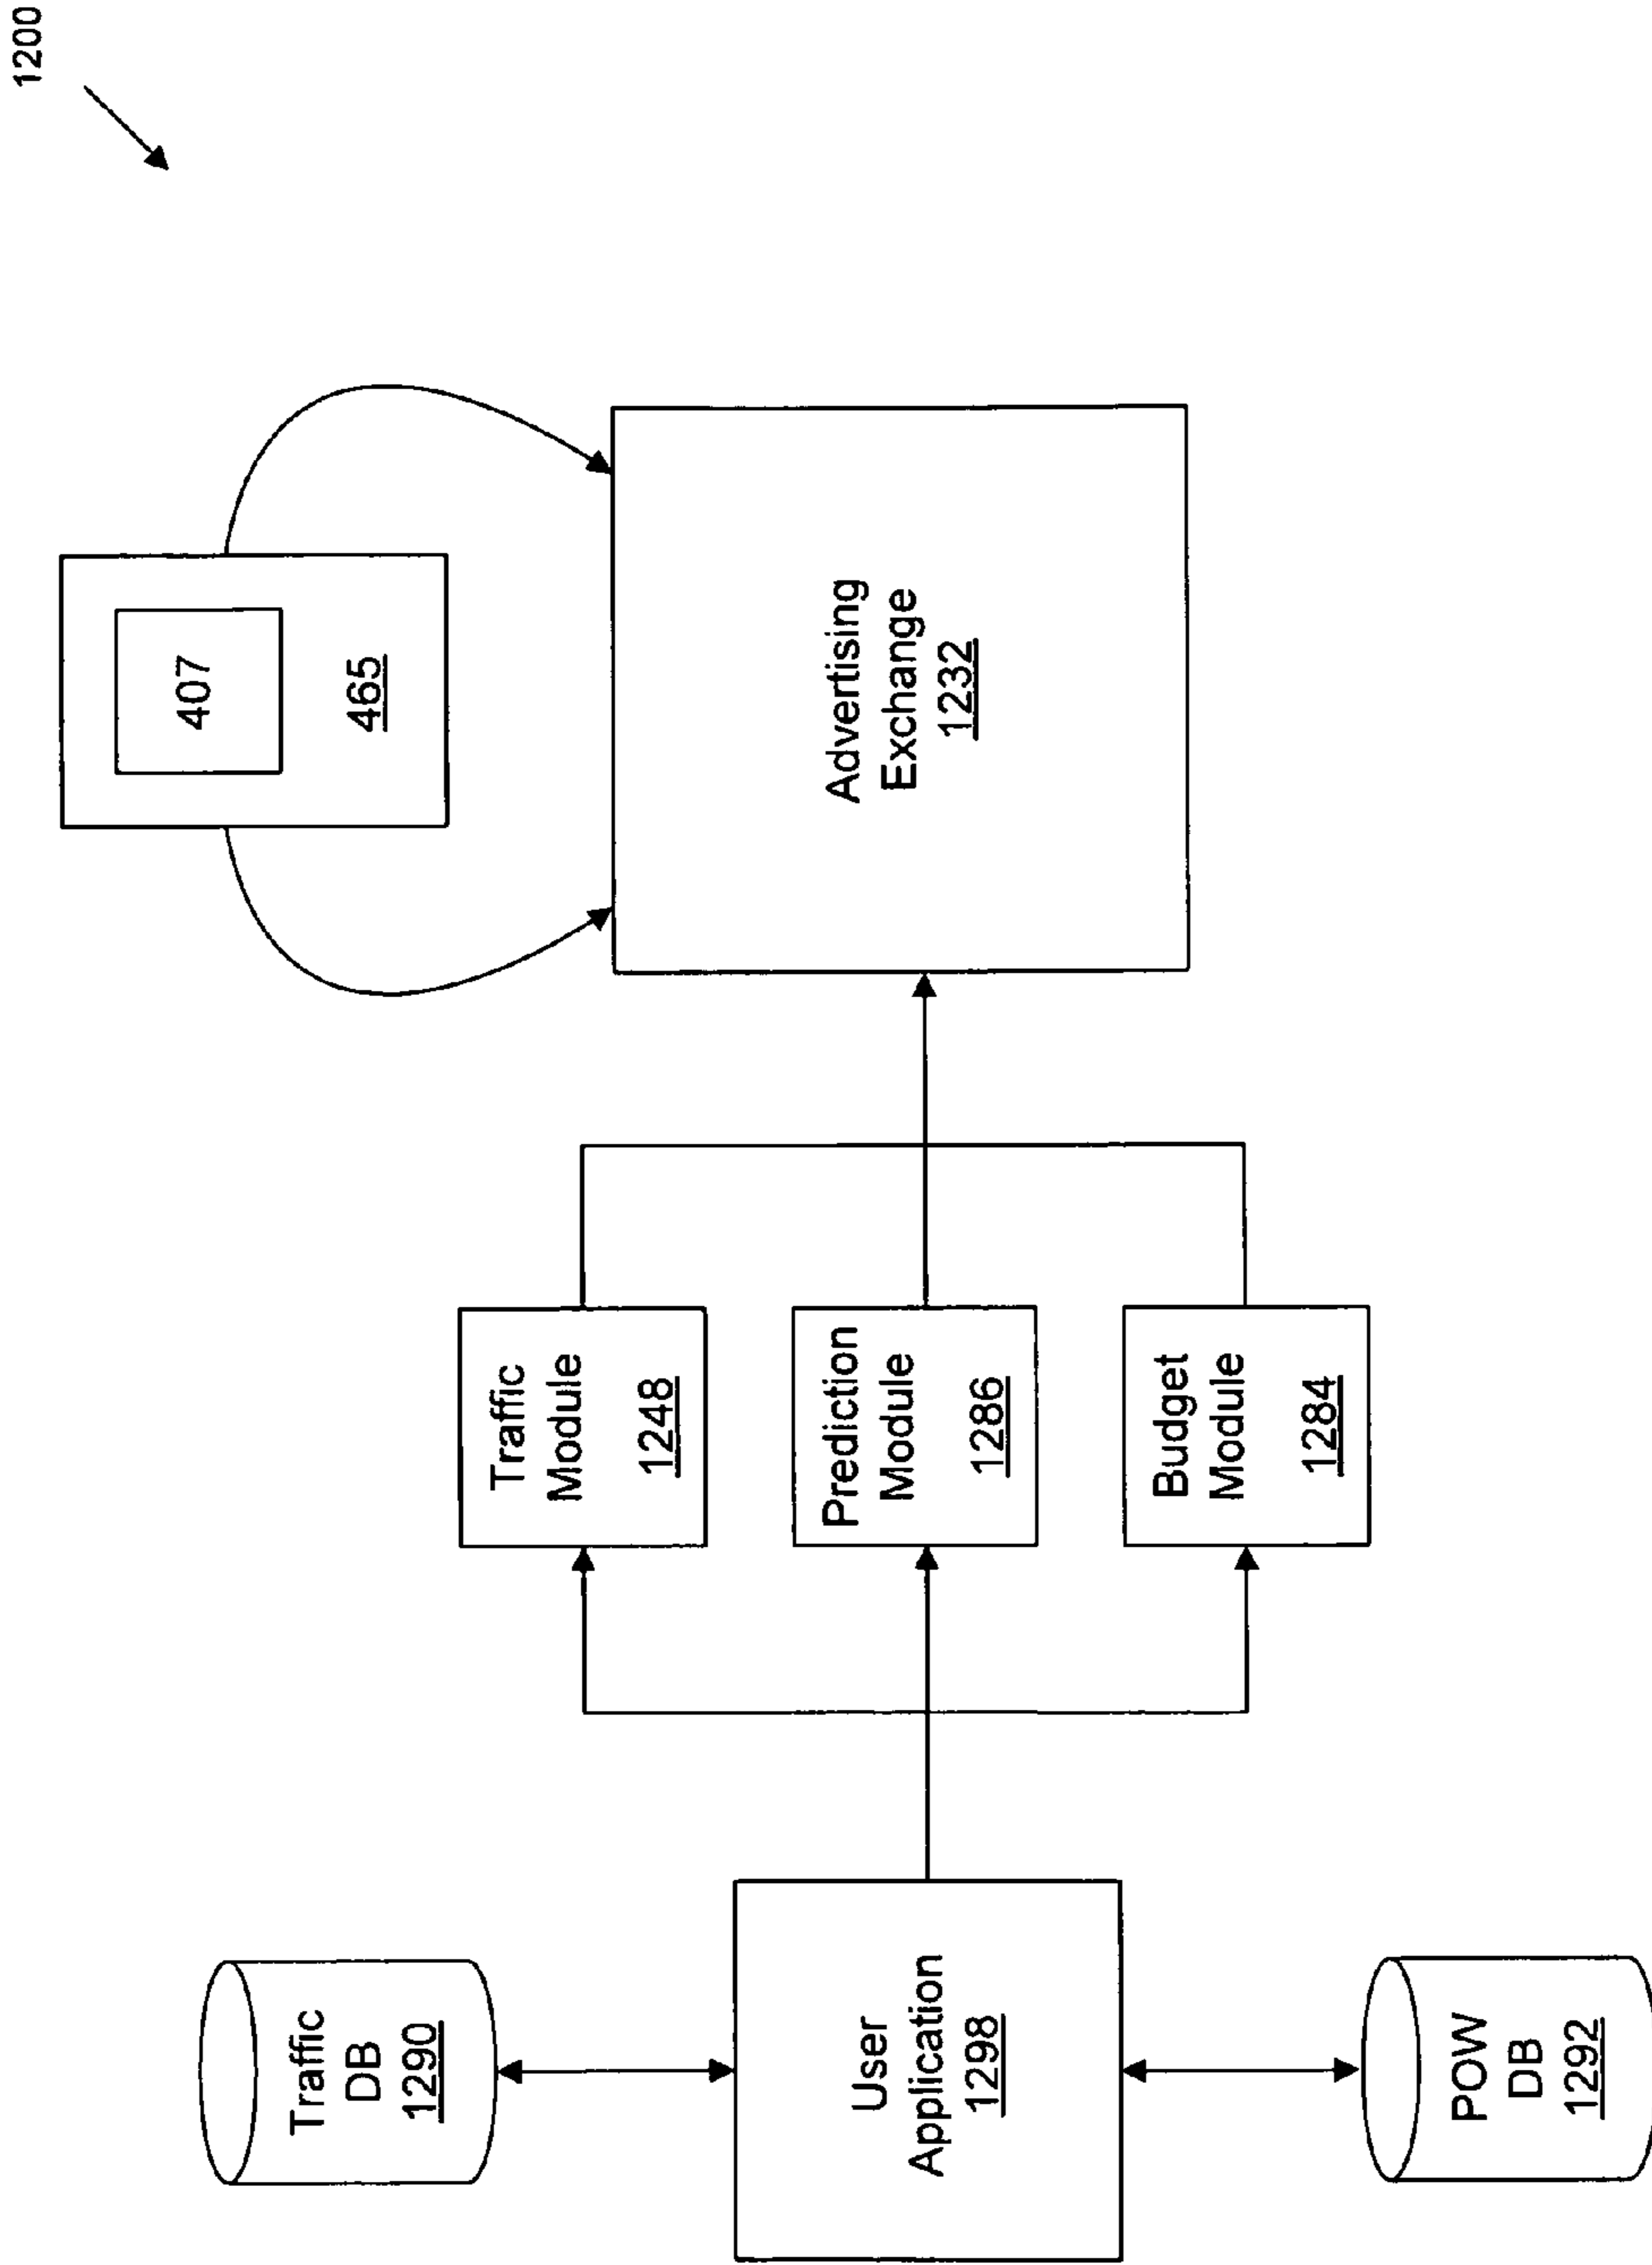 1200
407
465
Advertising
Exchange
1232
Traffic
Module
1248
Prediction
Module
1286
Budget
Module
1284
Traffic
DB
1290
User
Application
1298
POW
DB
1292